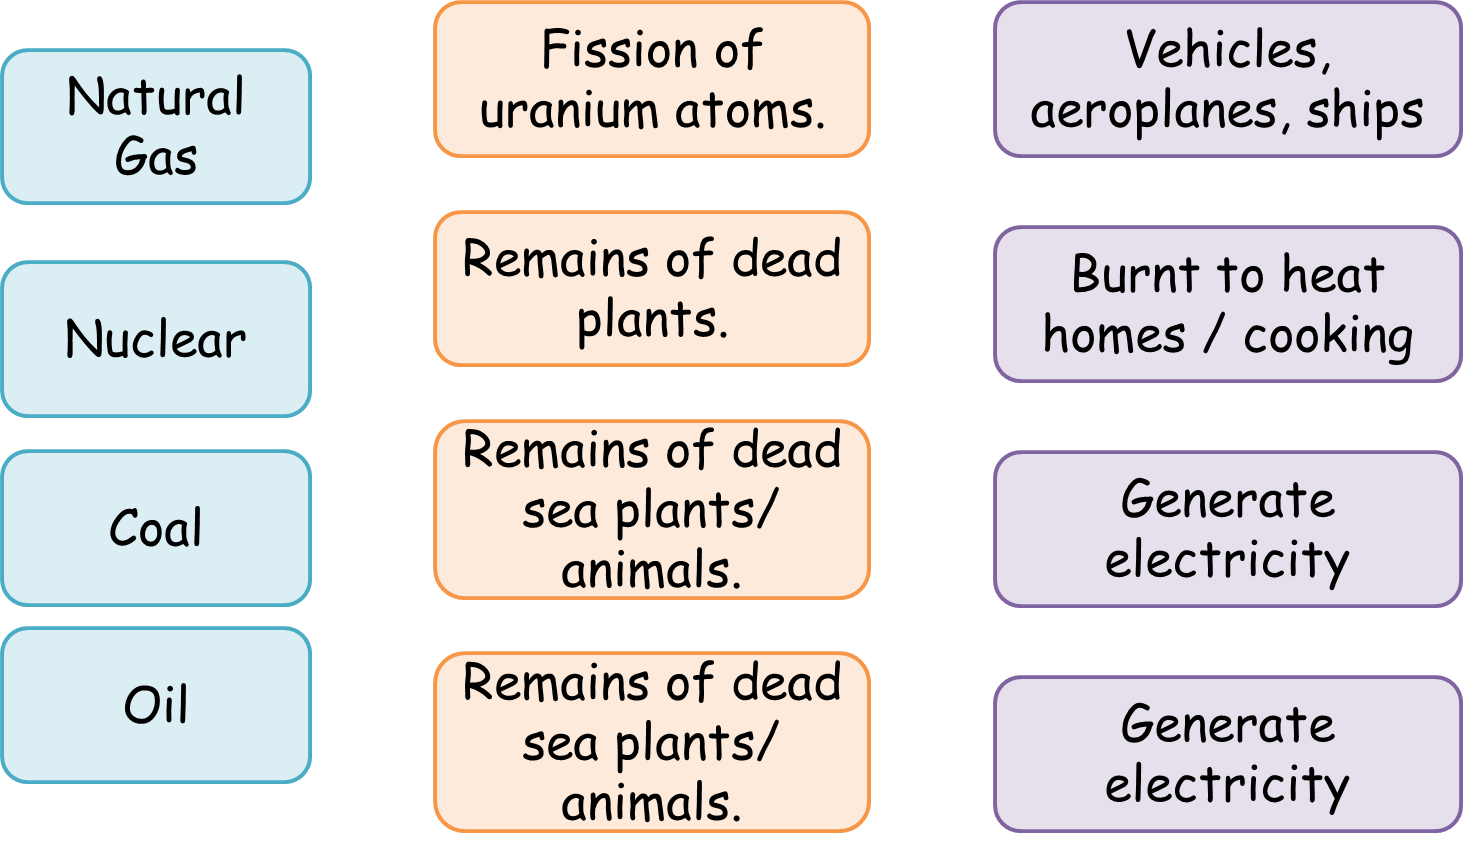 Natural
Gas
Nuclear
Coal
Oil
Fission of
uranium atoms.
Remains of dead
plants.
Remains of dead
sea plants/
animals.
Remains of dead
sea plants/
animals.
Vehicles,
aeroplanes, ships
Burnt to heat
homes / cooking
Generate
electricity
Generate
electricity